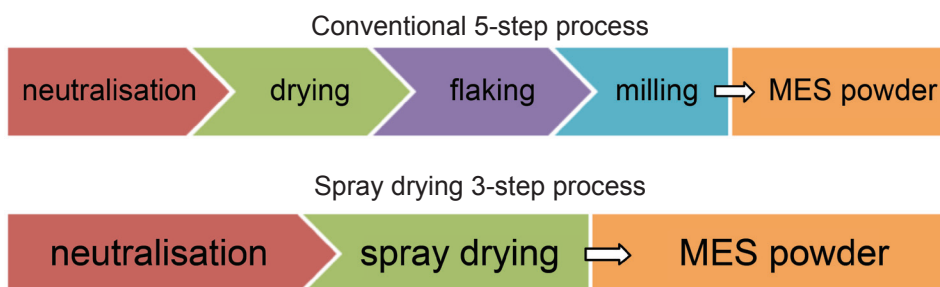 Conventional 5-step process
neutralisation drying flaking milling MES powder
Spray drying 3-step process
neutralisation spray drying MES powder